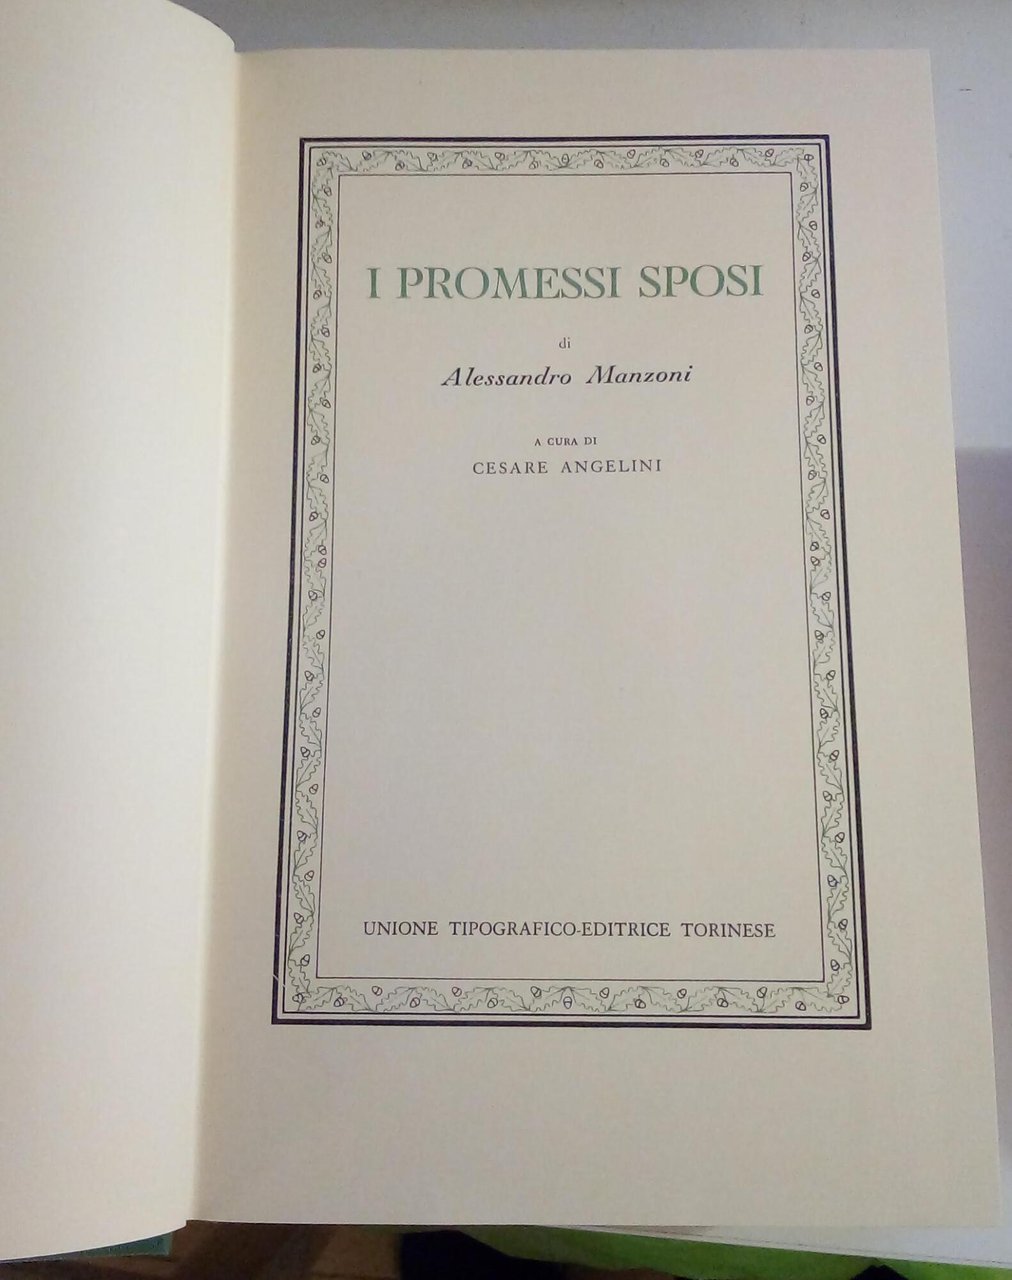 I PROMESSI SPOSI
di
Alessandro Manzoni
A CURA DI
CESARE ANGELINI
UNIONE TIPOGRAFICO-EDITRICE TORINESE